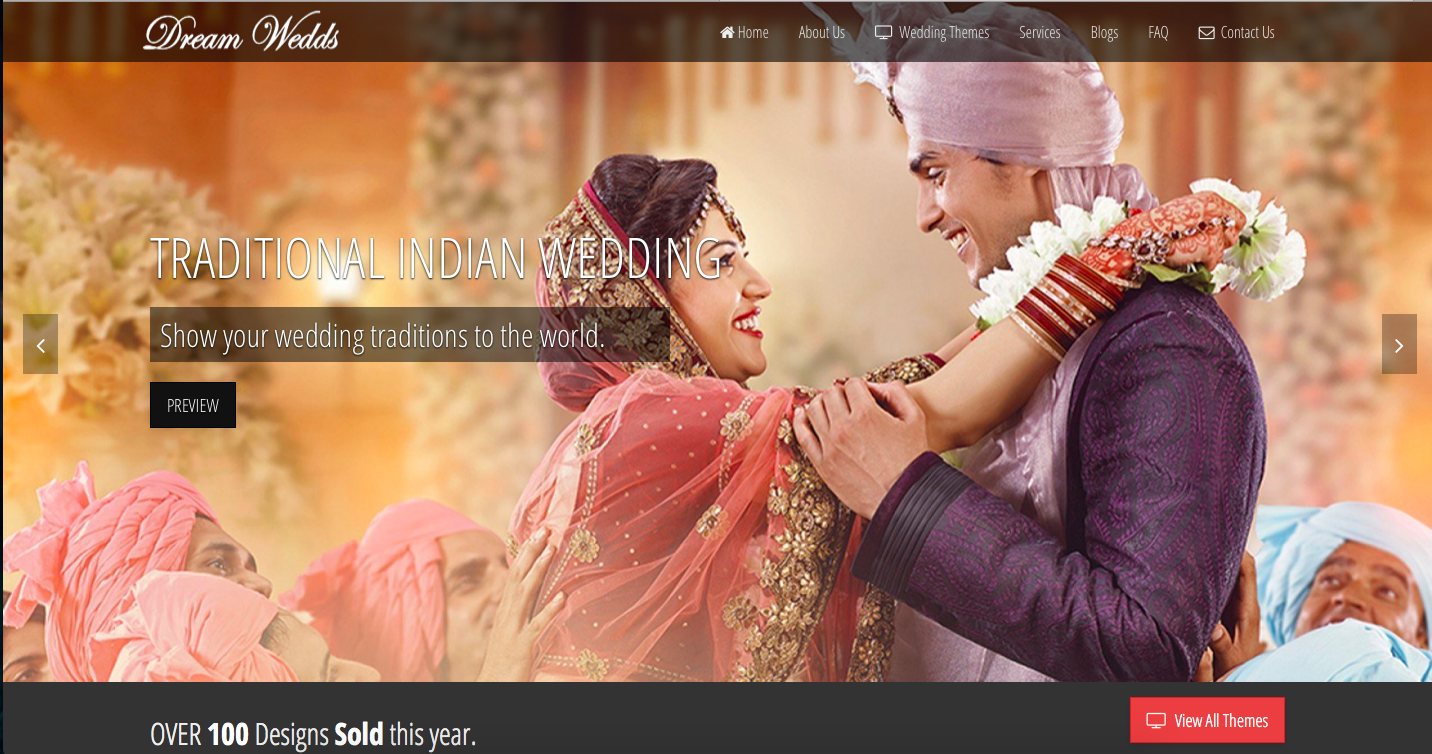 Dream Wedds
Home About Us Wedding Themes Services Blogs FAQ Contact Us
TRADITIONAL INDIAN WEDDING
Show your wedding traditions to the world.
PREVIEW
OVER 100 Designs Sold this year.
View All Themes